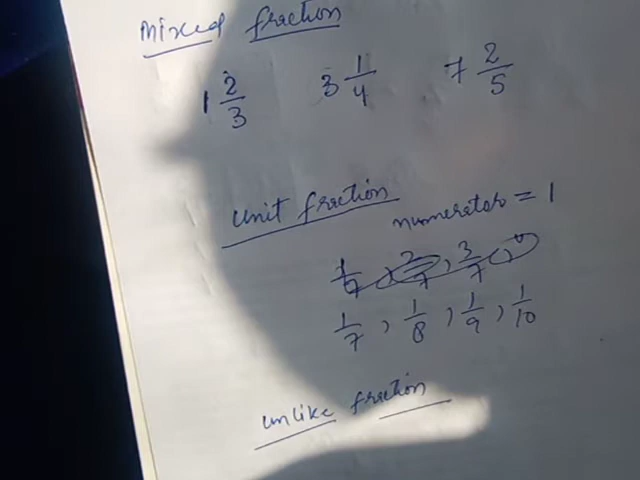 Mixed fraction
1 2/3 3 1/4 7 2/5
Unit fraction
numerator = 1
1/7, 1/8, 1/9, 1/10
unlike fraction